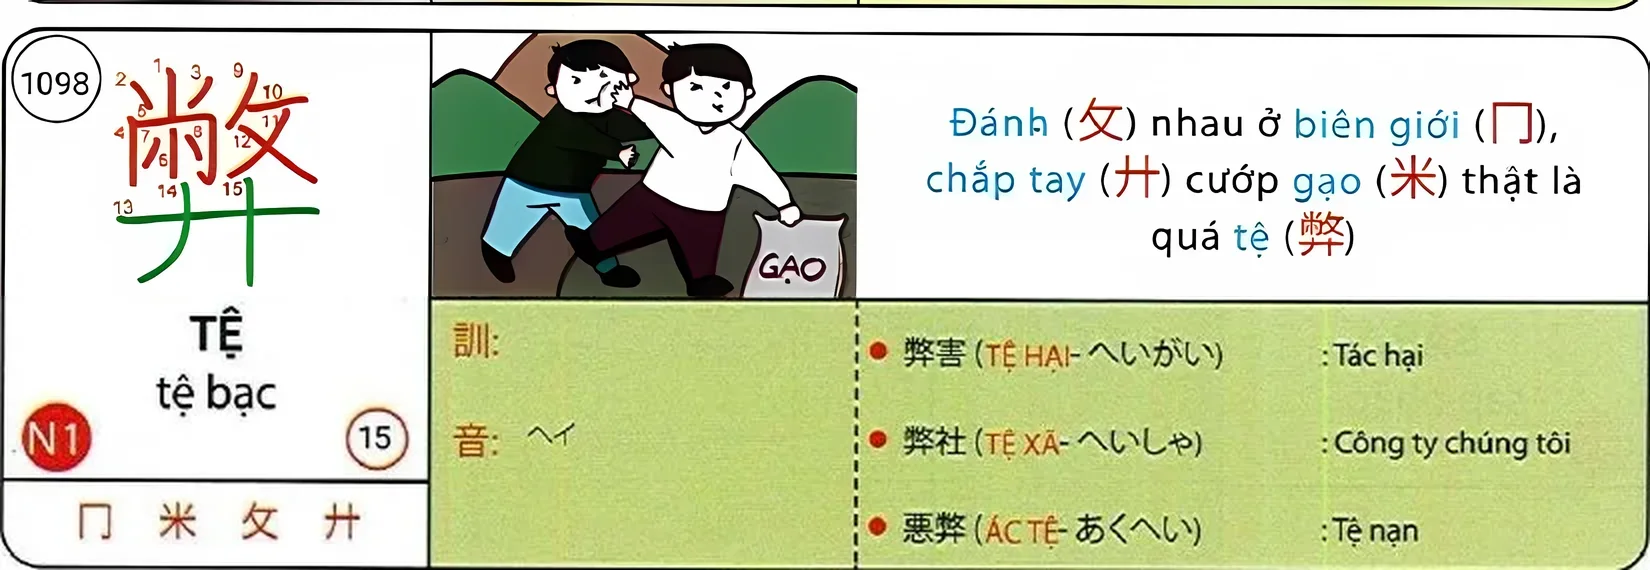 1098
弊
1 2 3 4 5 6 7 8 9 10 11 12 13 14 15
TỆ
tệ bạc
N1
15
冂 米 攵 廾
GẠO
Đánh (攵) nhau ở biên giới (冂),
chắp tay (廾) cướp gạo (米) thật là
quá tệ (弊)
訓:
音: ヘイ
● 弊害 (TỆ HẠI- へいがい) : Tác hại
● 弊社 (TỆ XÃ- へいしゃ) : Công ty chúng tôi
● 悪弊 (ÁC TỆ- あくへい) : Tệ nạn